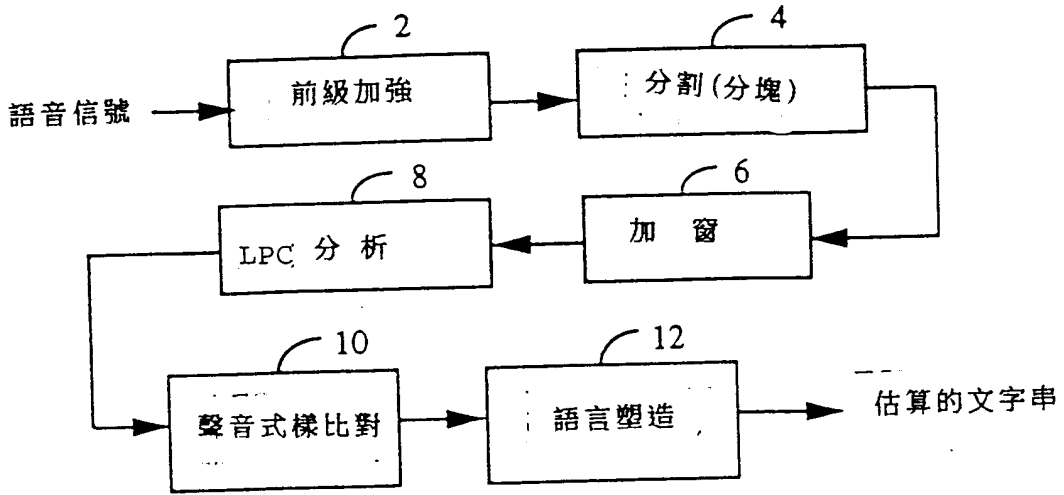 2
前級加強
4
分割(分塊)
語音信號
8
LPC 分析
6
加 窗
10
聲音式樣比對
12
語言塑造
估算的文字串